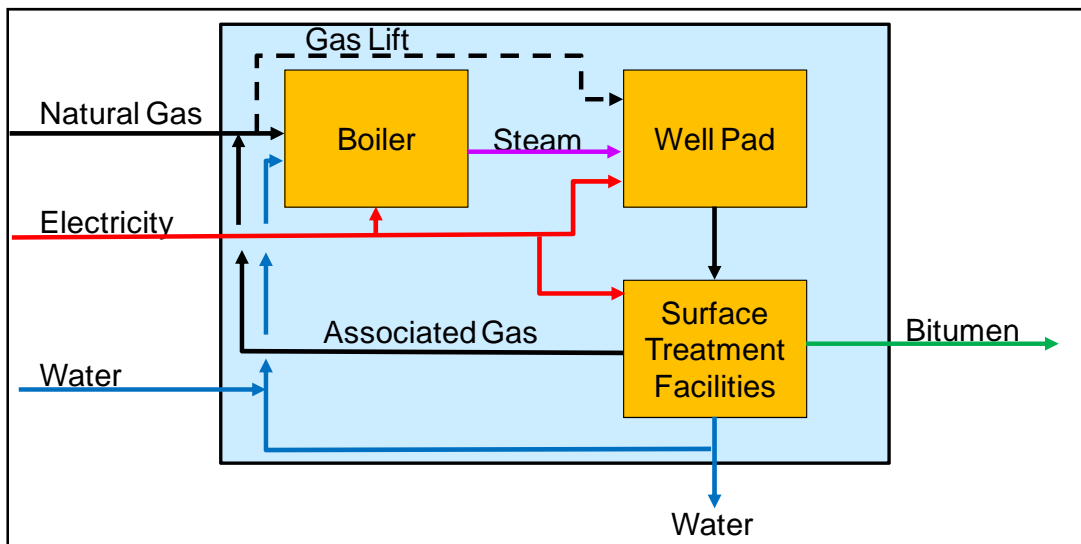 Gas Lift
Natural Gas
Boiler
Steam
Well Pad
Electricity
Associated Gas
Surface
Treatment
Facilities
Bitumen
Water
Water